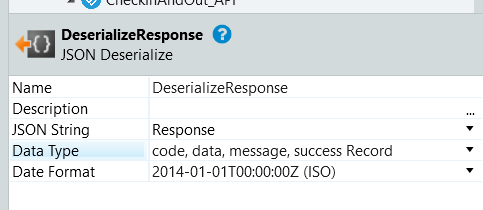 CheckInAndOut_API
DeserializeResponse ?
JSON Deserialize
Name DeserializeResponse
Description ...
JSON String Response
Data Type code, data, message, success Record
Date Format 2014-01-01T00:00:00Z (ISO)